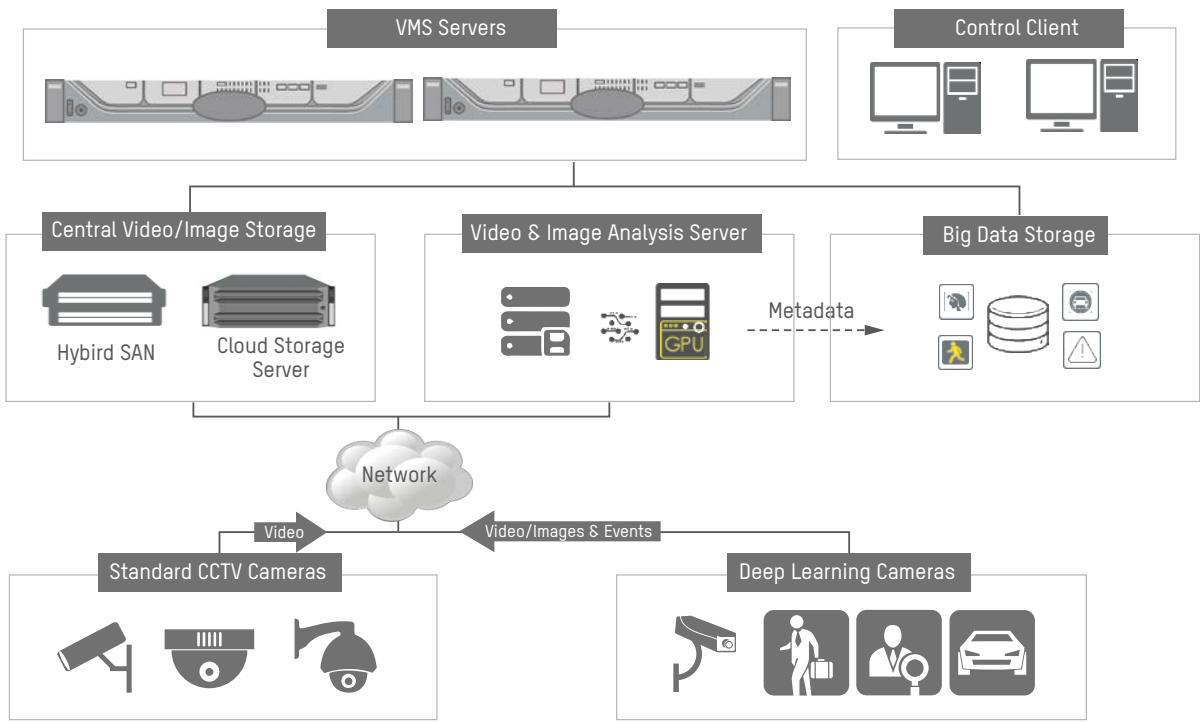 VMS Servers
Control Client
Central Video/Image Storage
Video & Image Analysis Server
Big Data Storage
Hybird SAN
Cloud Storage
Server
GPU
Metadata
Network
Video
Video/Images & Events
Standard CCTV Cameras
Deep Learning Cameras